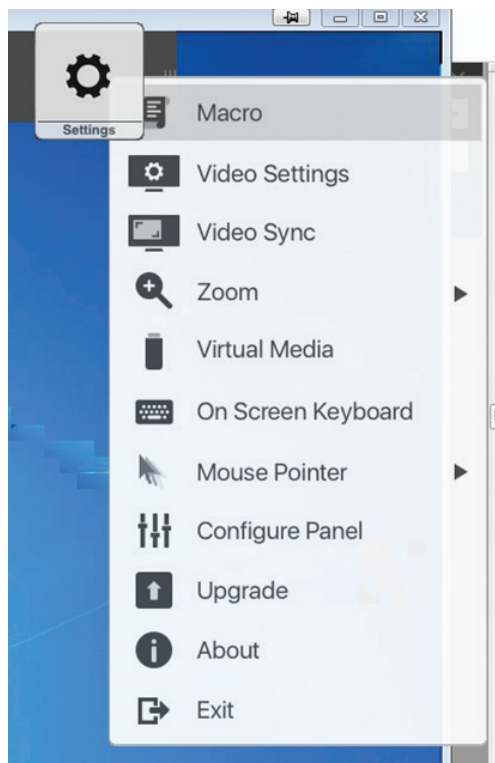 Settings
Macro
Video Settings
Video Sync
Zoom
Virtual Media
On Screen Keyboard
Mouse Pointer
Configure Panel
Upgrade
About
Exit